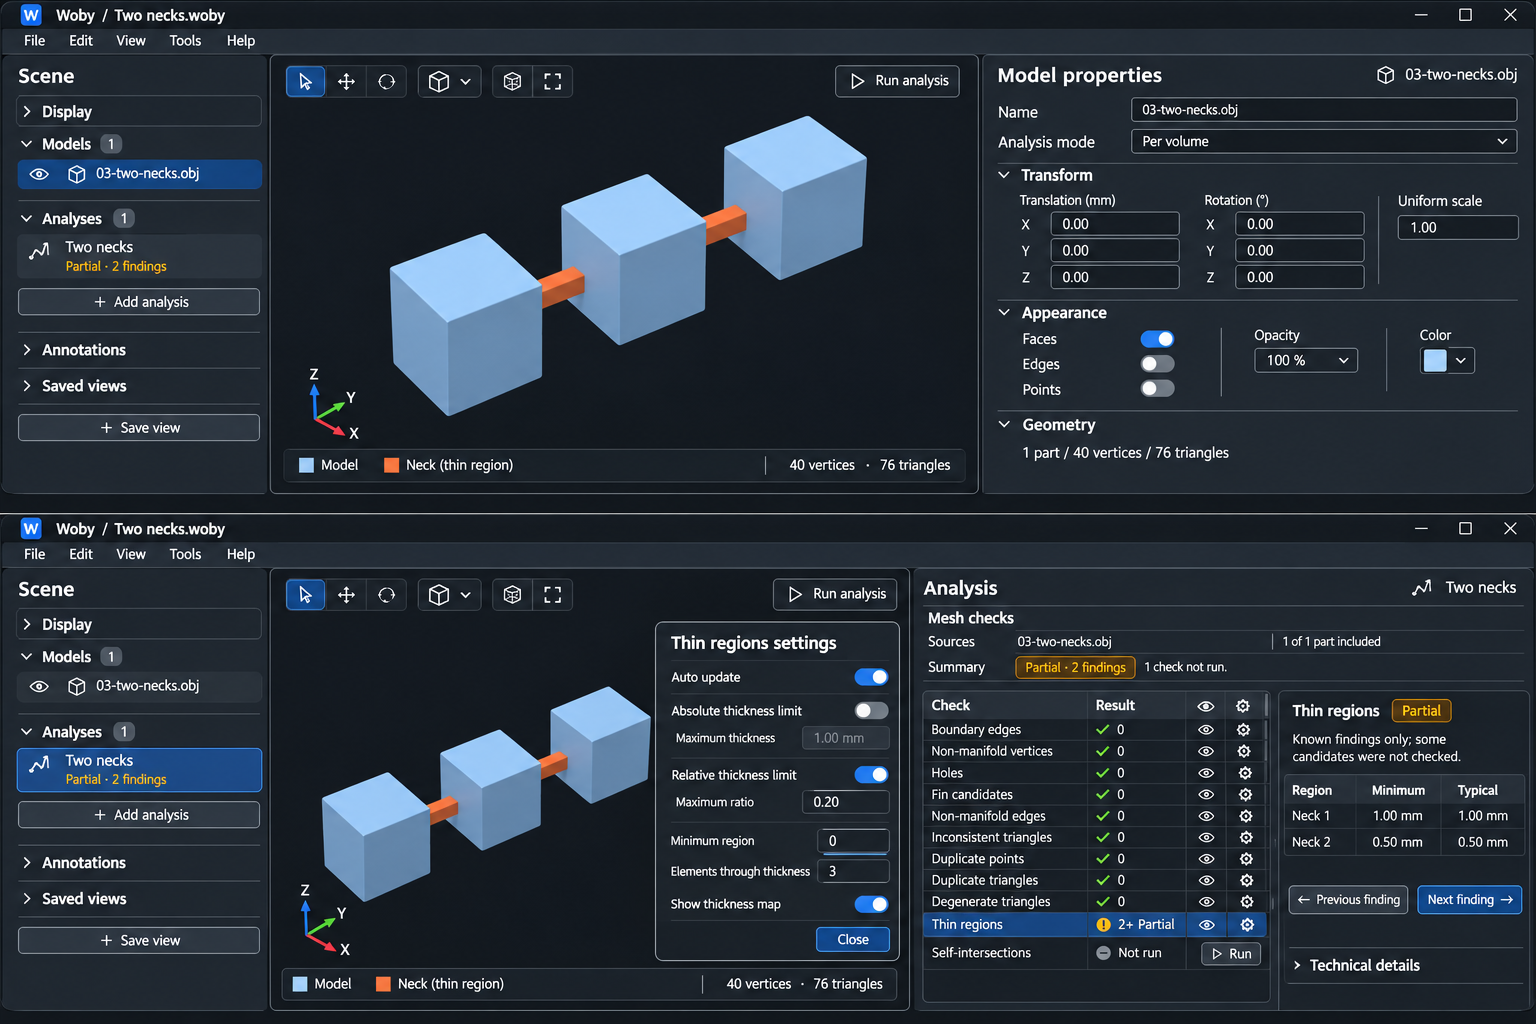 W Woby / Two necks.woby
File Edit View Tools Help
Scene
Display
Models 1
03-two-necks.obj
Analyses 1
Two necks
Partial · 2 findings
+ Add analysis
Annotations
Saved views
+ Save view
Run analysis
Z
Y
X
Model
Neck (thin region)
40 vertices · 76 triangles
Model properties
03-two-necks.obj
Name 03-two-necks.obj
Analysis mode Per volume
Transform
Translation (mm) Rotation (°) Uniform scale
X 0.00 X 0.00 1.00
Y 0.00 Y 0.00
Z 0.00 Z 0.00
Appearance
Faces Opacity Color
Edges 100 %
Points
Geometry
1 part / 40 vertices / 76 triangles
W Woby / Two necks.woby
File Edit View Tools Help
Scene
Display
Models 1
03-two-necks.obj
Analyses 1
Two necks
Partial · 2 findings
+ Add analysis
Annotations
Saved views
+ Save view
Run analysis
Thin regions settings
Auto update
Absolute thickness limit
Maximum thickness 1.00 mm
Relative thickness limit
Maximum ratio 0.20
Minimum region 0
Elements through thickness 3
Show thickness map
Close
Z
Y
X
Model
Neck (thin region)
40 vertices · 76 triangles
Analysis
Two necks
Mesh checks
Sources 03-two-necks.obj 1 of 1 part included
Summary Partial · 2 findings 1 check not run.
Check Result
Boundary edges 0
Non-manifold vertices 0
Holes 0
Fin candidates 0
Non-manifold edges 0
Inconsistent triangles 0
Duplicate points 0
Duplicate triangles 0
Degenerate triangles 0
Thin regions 2+ Partial
Self-intersections Not run Run
Thin regions Partial
Known findings only; some
candidates were not checked.
Region Minimum Typical
Neck 1 1.00 mm 1.00 mm
Neck 2 0.50 mm 0.50 mm
← Previous finding Next finding →
Technical details